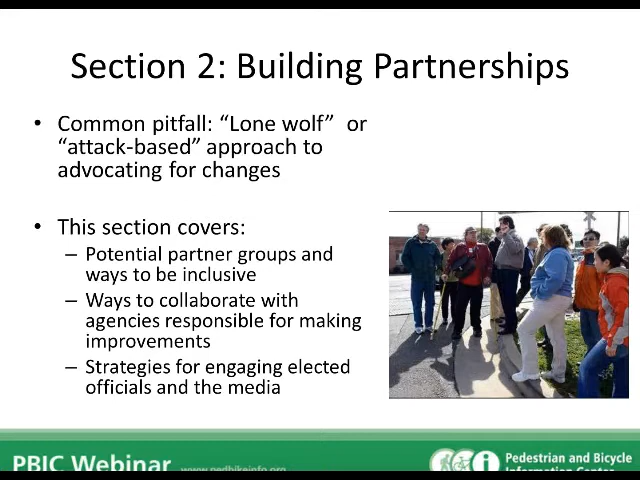 Section 2: Building Partnerships
• Common pitfall: “Lone wolf”  or
“attack-based” approach to
advocating for changes
• This section covers:
– Potential partner groups and
ways to be inclusive
– Ways to collaborate with
agencies responsible for making
improvements
– Strategies for engaging elected
officials and the media
PBIC Webinar
www.pedbikeinfo.org
Pedestrian and Bicycle
Information Center